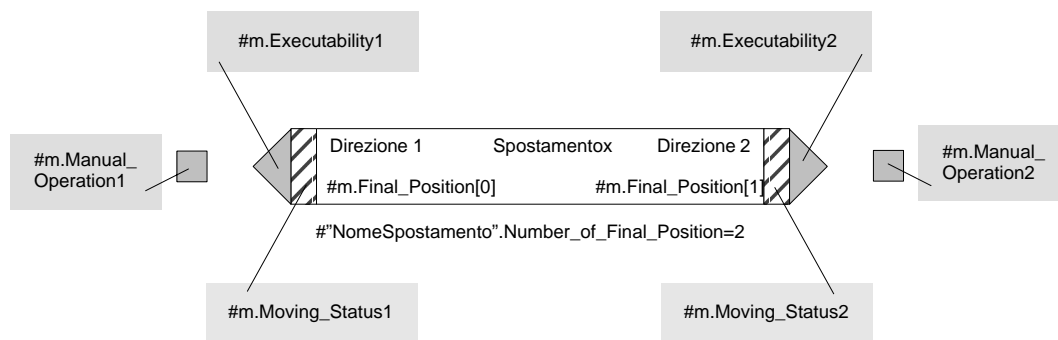 #m.Executability1
#m.Executability2
#m.Manual_
Operation1
Direzione 1 Spostamentox Direzione 2
#m.Manual_
Operation2
#m.Final_Position[0] #m.Final_Position[1]
#"NomeSpostamento”.Number_of_Final_Position=2
#m.Moving_Status1
#m.Moving_Status2